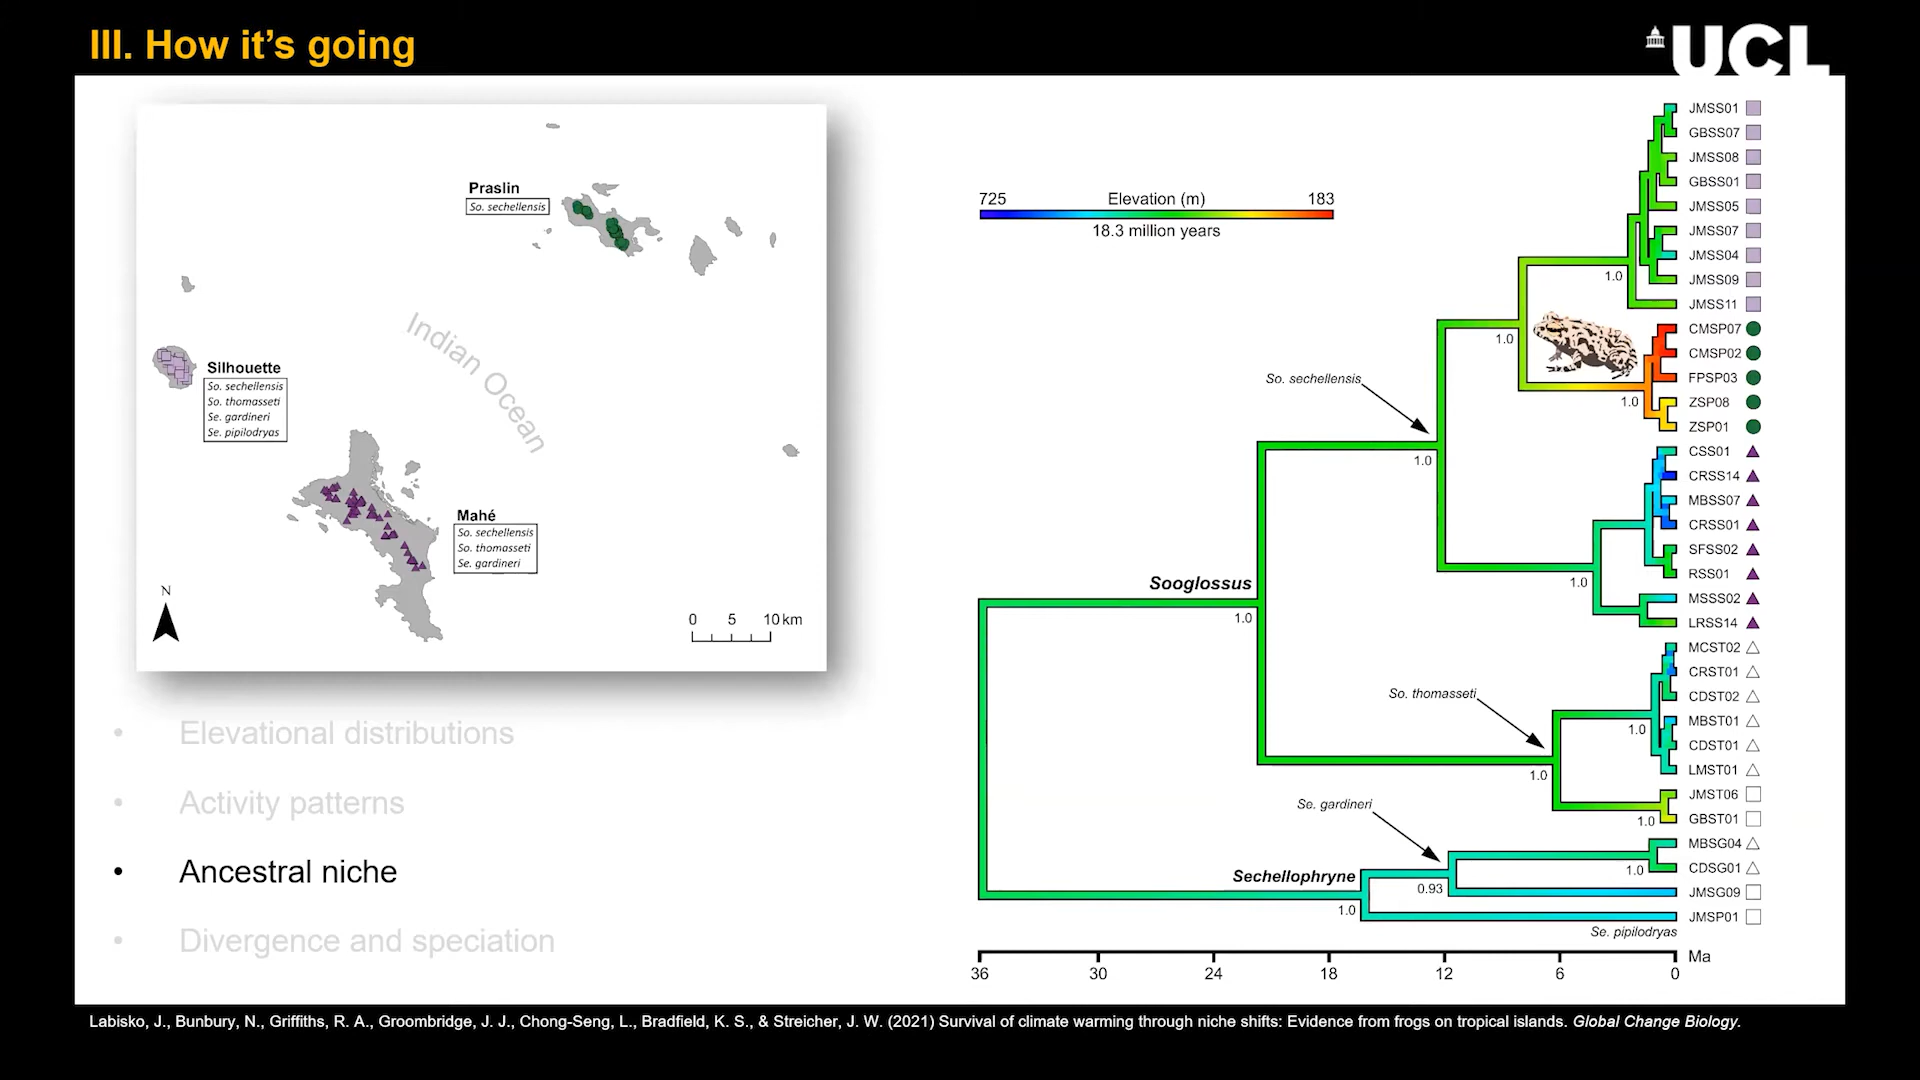 III. How it’s going
UCL
Praslin
So. sechellensis
Indian Ocean
Silhouette
So. sechellensis
So. thomasseti
Se. gardineri
Se. pipilodryas
Mahé
So. sechellensis
So. thomasseti
Se. gardineri
N
0 5 10 km
• Elevational distributions
• Activity patterns
• Ancestral niche
• Divergence and speciation
725 Elevation (m) 183
18.3 million years
JMSS01
GBSS07
JMSS08
GBSS01
JMSS05
JMSS07
JMSS04
1.0
JMSS09
JMSS11
CMSP07
1.0
CMSP02
So. sechellensis
FPSP03
1.0
ZSP08
ZSP01
CSS01
1.0
CRSS14
MBSS07
CRSS01
SFSS02
RSS01
Sooglossus
1.0
MSSS02
1.0
LRSS14
MCST02
CRST01
So. thomasseti
CDST02
MBST01
1.0
CDST01
LMST01
1.0
JMST06
Se. gardineri
GBST01
1.0
MBSG04
CDSG01
1.0
Sechellophryne
0.93
JMSG09
1.0
JMSP01
Se. pipilodryas
Ma
36 30 24 18 12 6 0
Labisko, J., Bunbury, N., Griffiths, R. A., Groombridge, J. J., Chong-Seng, L., Bradfield, K. S., & Streicher, J. W. (2021) Survival of climate warming through niche shifts: Evidence from frogs on tropical islands. Global Change Biology.